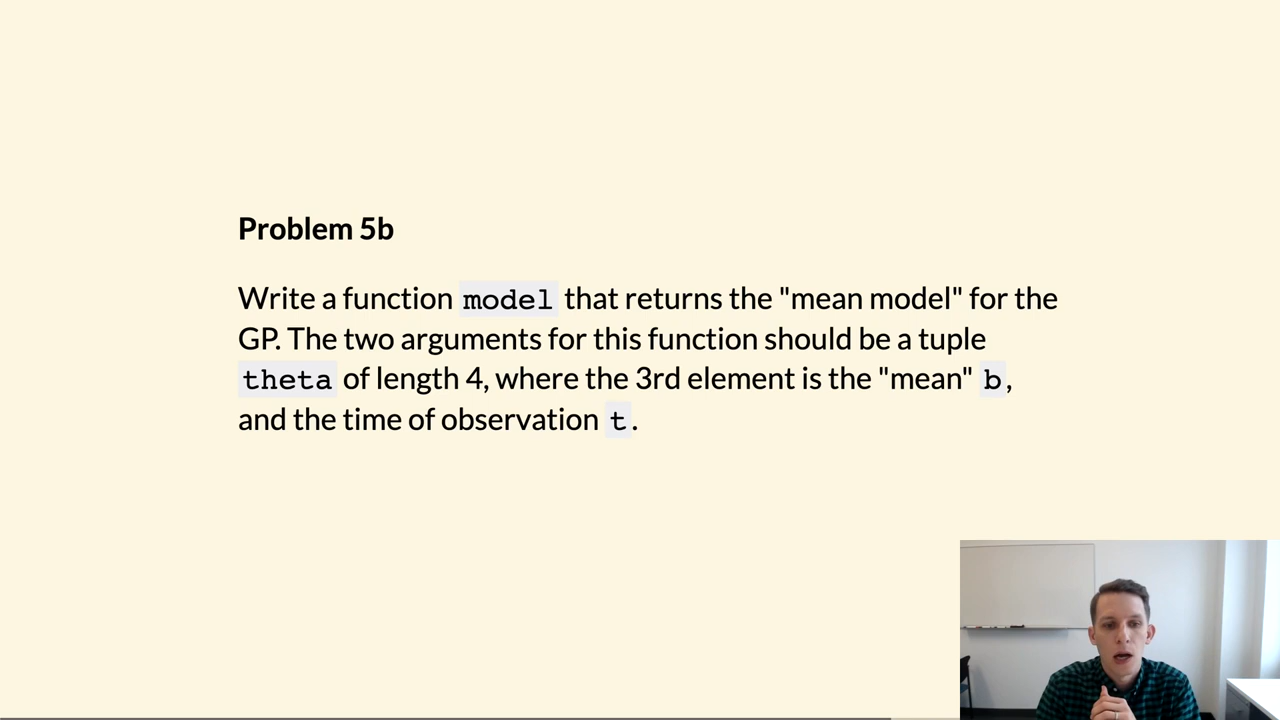 Problem 5b
Write a function model that returns the "mean model" for the
GP. The two arguments for this function should be a tuple
theta of length 4, where the 3rd element is the "mean" b,
and the time of observation t.